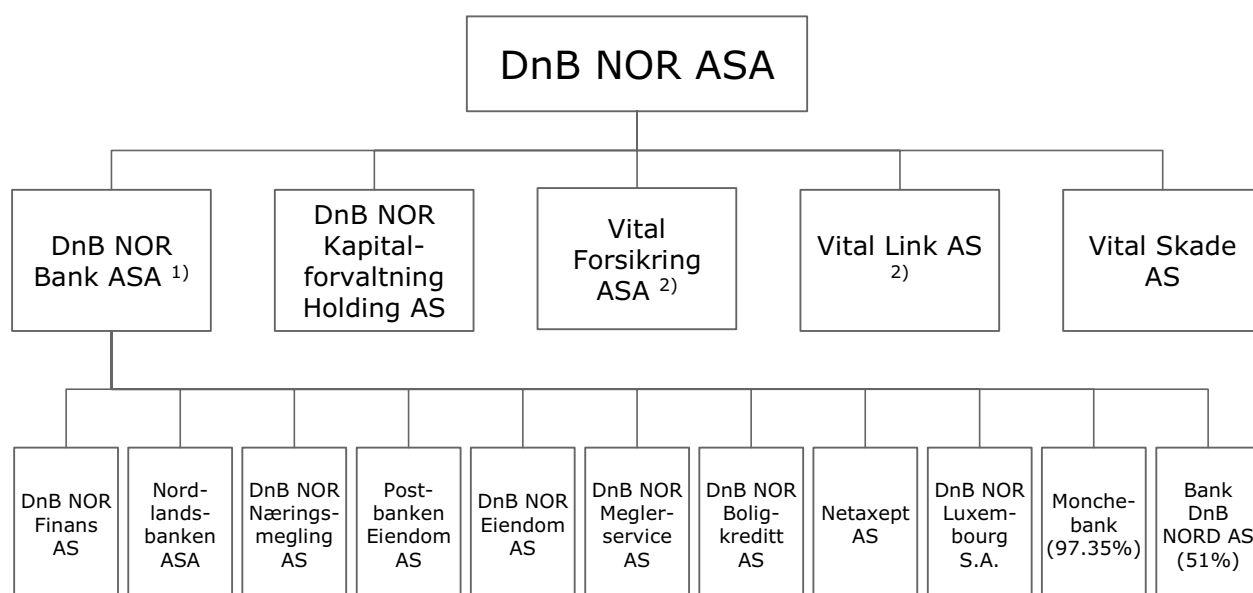 DnB NOR ASA
DnB NOR
Bank ASA 1)
DnB NOR
Kapital-
forvaltning
Holding AS
Vital
Forsikring
ASA 2)
Vital Link AS
2)
Vital Skade
AS
DnB NOR
Finans
AS
Nord-
lands-
banken
ASA
DnB NOR
Nærings-
megling
AS
Post-
banken
Eiendom
AS
DnB NOR
Eiendom
AS
DnB NOR
Megler-
service
AS
DnB NOR
Bolig-
kreditt
AS
Netaxept
AS
DnB NOR
Luxem-
bourg
S.A.
Monche-
bank
(97.35%)
Bank
DnB
NORD AS
(51%)